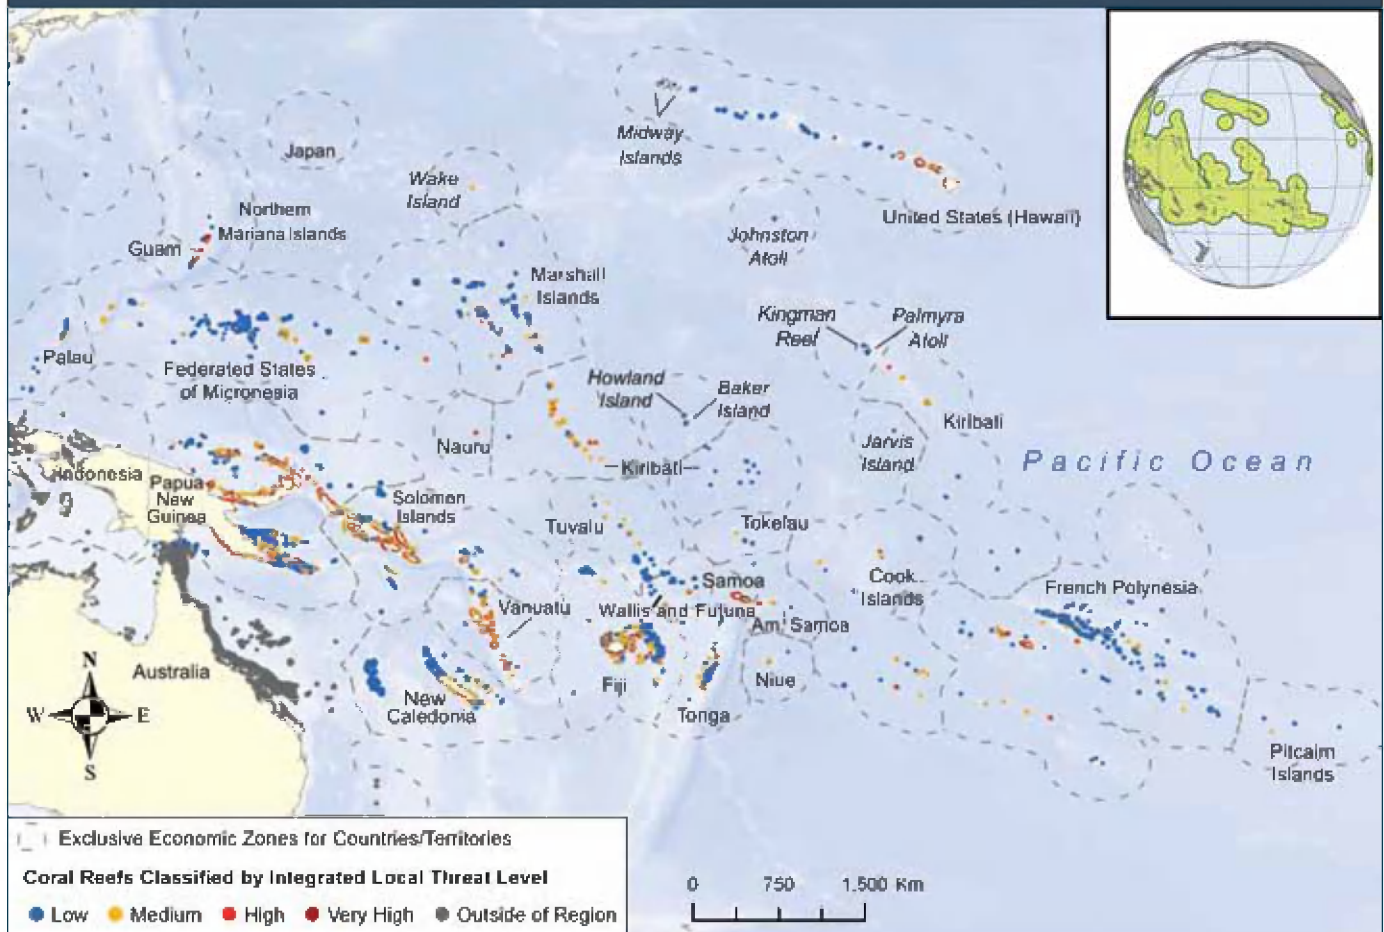 Midway
Islands
Japan
Wake
Island
Northern
Mariana Islands
Guam
United States (Hawaii)
Johnston
Atoll
Marshall
Islands
Kingman
Reef
Palmyra
Atoll
Palau
Federated States
of Micronesia
Howland
Island
Baker
Island
Kiribati
Nauru
Jarvis
Island
Kiribati
Pacific Ocean
Indonesia
Papua
New
Guinea
Solomon
Islands
Tuvalu
Tokelau
Samoa
Cook
Islands
French Polynesia
Vanuatu
Wallis and Futuna
Am. Samoa
Australia
Fiji
Niue
New
Caledonia
Tonga
Pitcairn
Islands
N
W
E
S
Exclusive Economic Zones for Countries/Territories
Coral Reefs Classified by Integrated Local Threat Level
Low Medium High Very High Outside of Region
0 750 1,500 Km